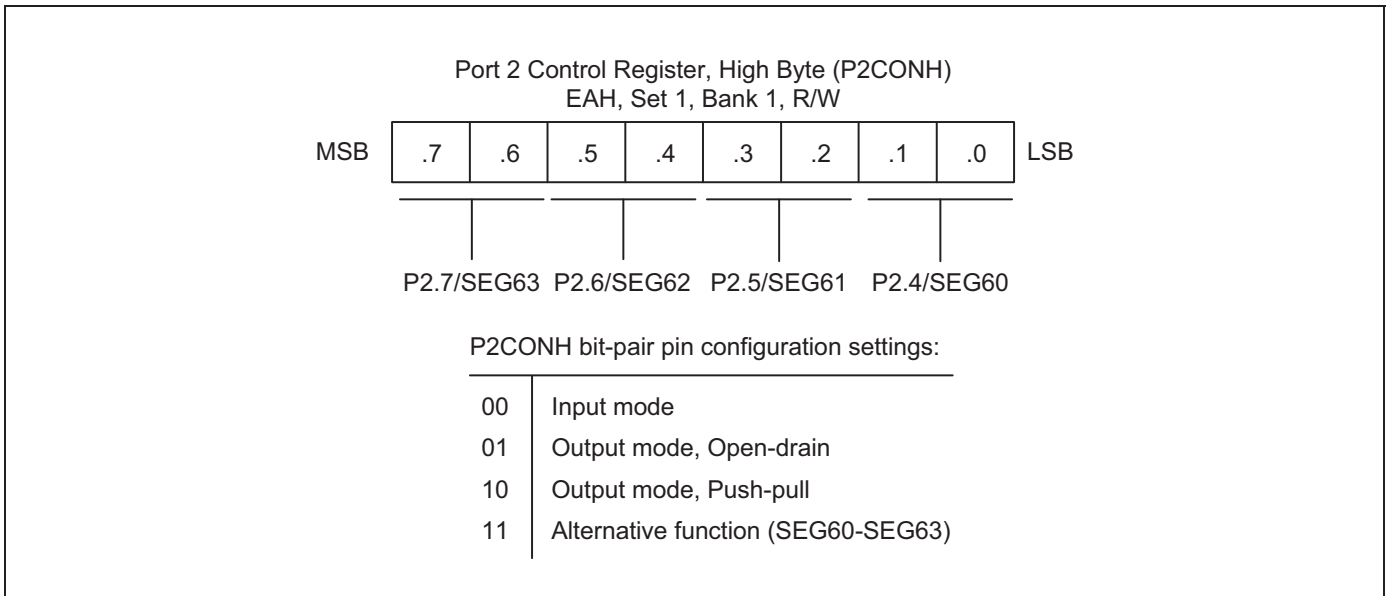 Port 2 Control Register, High Byte (P2CONH)
EAH, Set 1, Bank 1, R/W
MSB .7 .6 .5 .4 .3 .2 .1 .0 LSB
P2.7/SEG63 P2.6/SEG62 P2.5/SEG61 P2.4/SEG60
P2CONH bit-pair pin configuration settings:
00 Input mode
01 Output mode, Open-drain
10 Output mode, Push-pull
11 Alternative function (SEG60-SEG63)